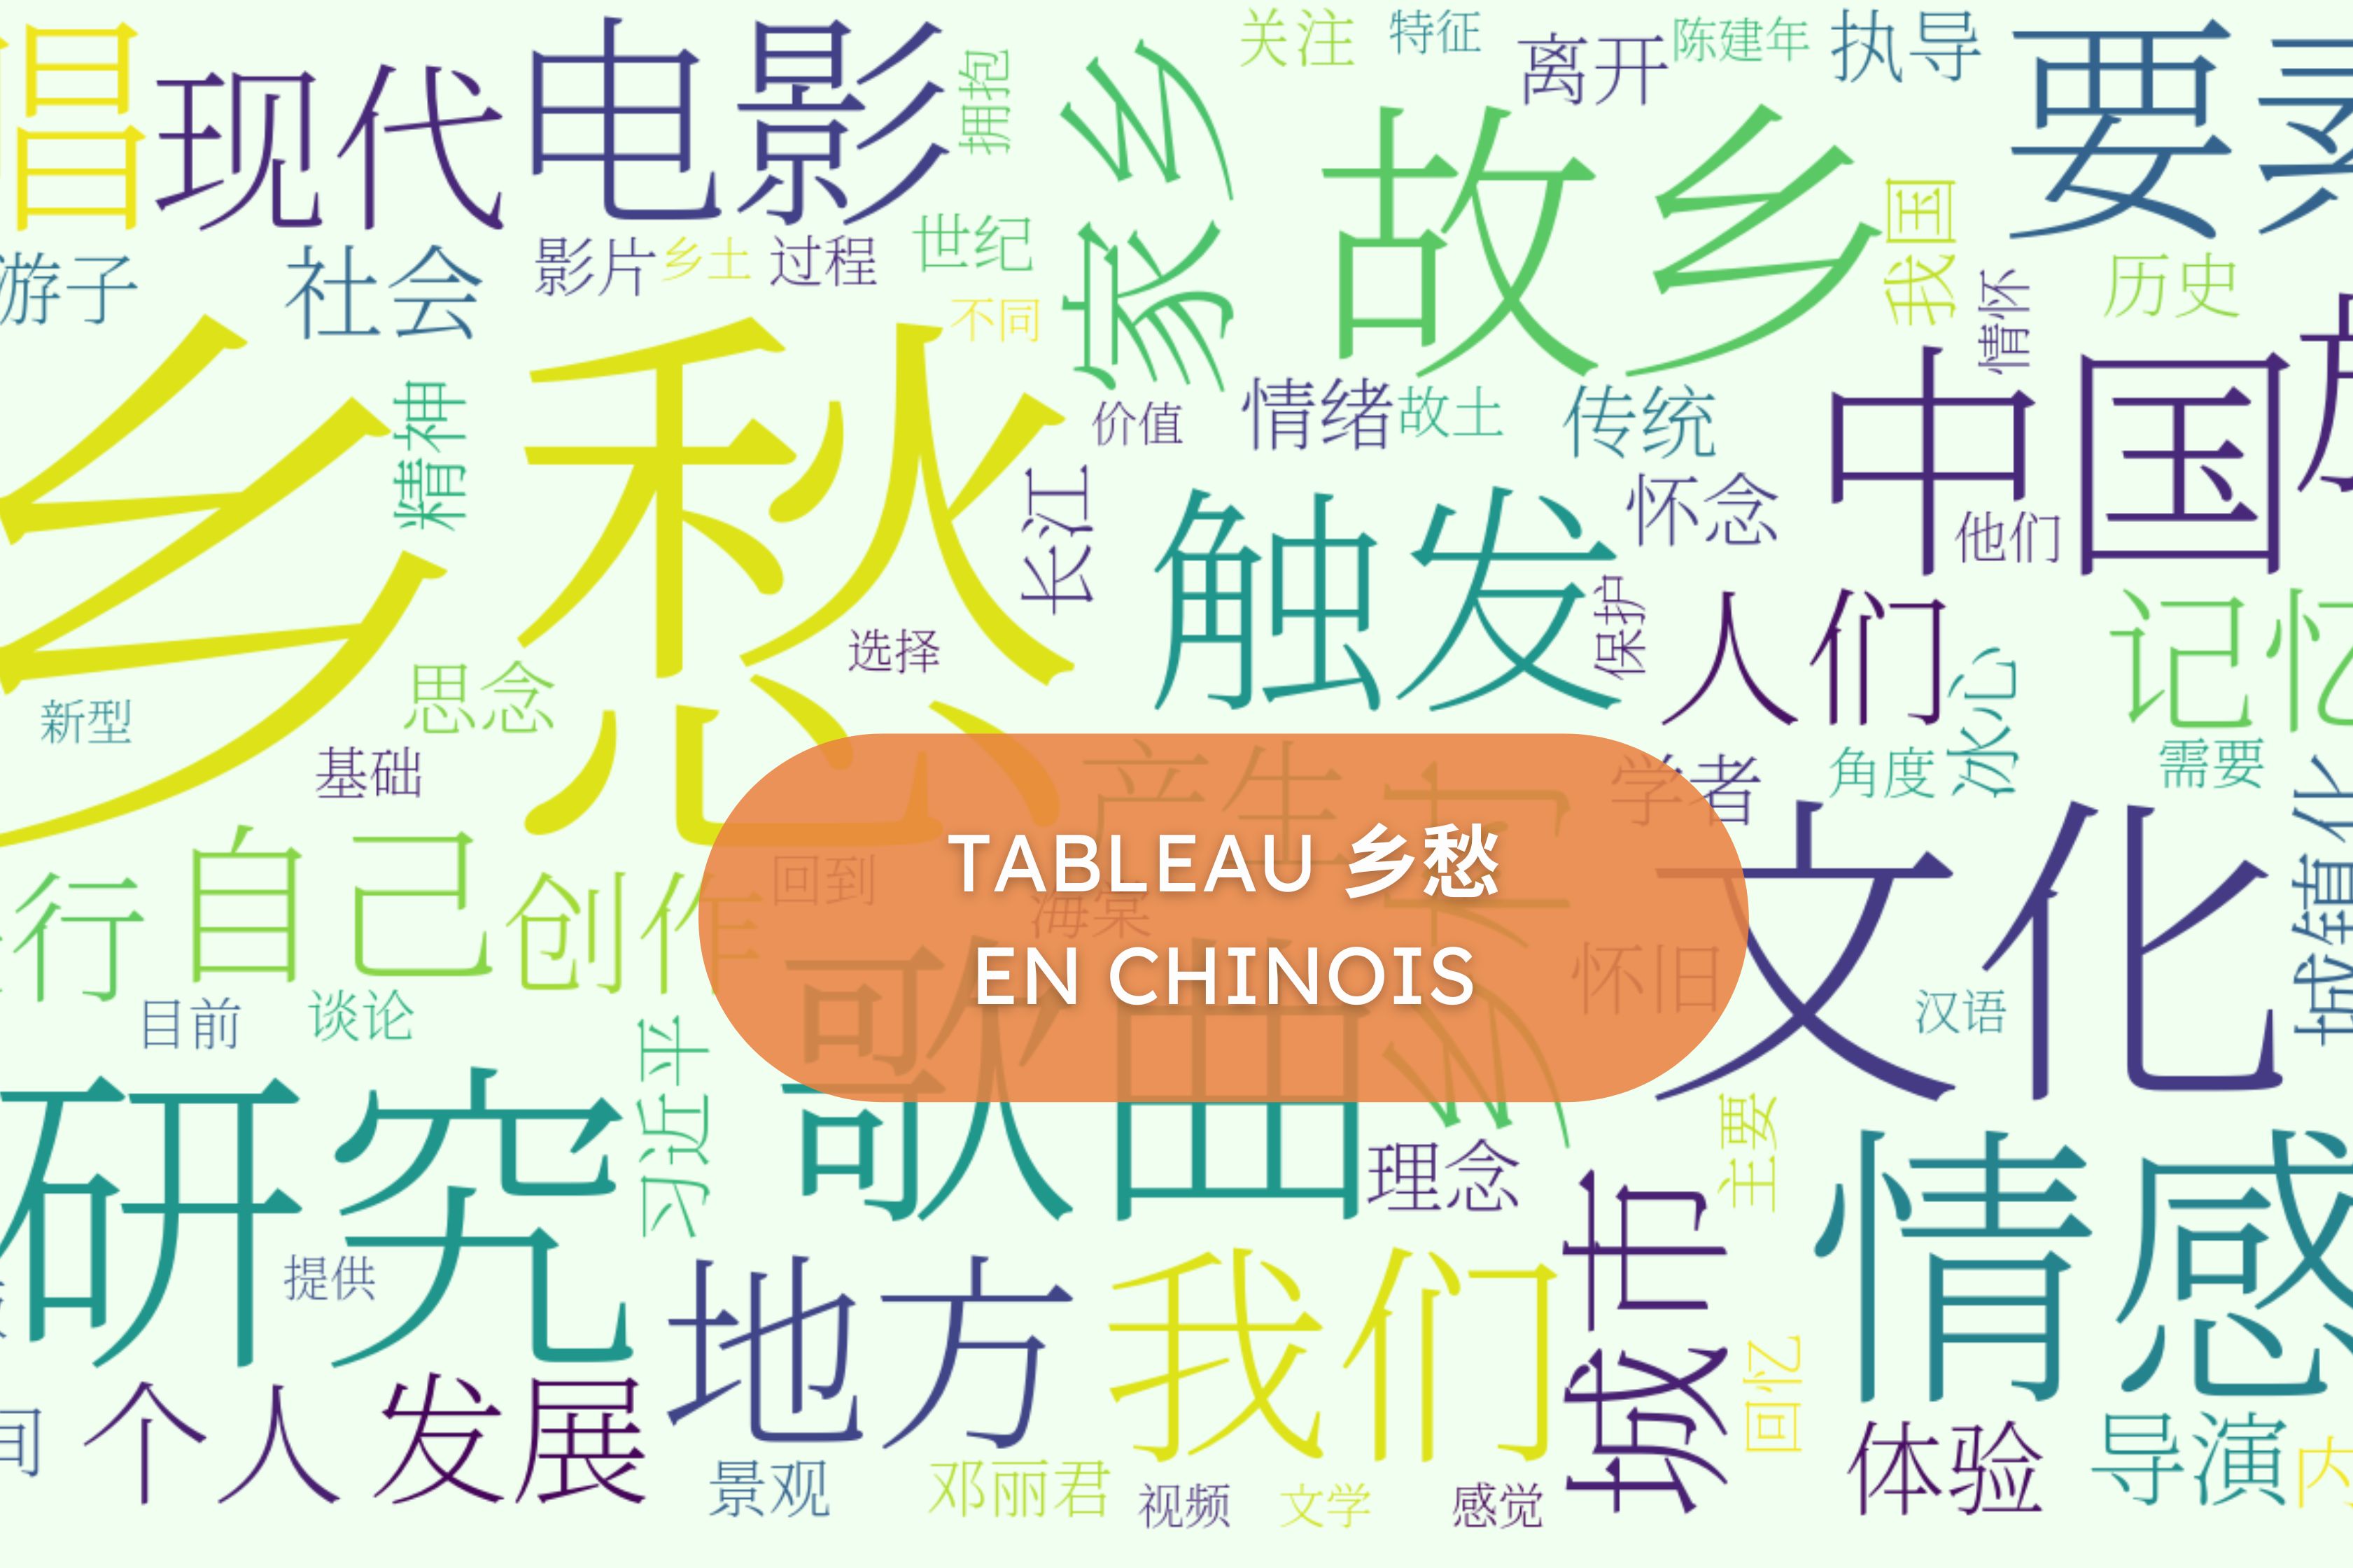 唱 现代 电影 拥抱 家乡 关注 特征 离开 陈建年 执导 要素
游子 社会 影片 乡土 过程 世纪 不同 故乡 我国 情怀 历史
乡愁 精神 价值 情绪 故土 传统 中国
长江 触发 怀念 他们
选择 保护 人们 记忆
新型 思念 基础 冰心
产生 学者 角度 需要
自己 创作 回到 海棠 怀旧 文化 城镇化
TABLEAU 乡愁
EN CHINOIS
行 目前 谈论 汉语
研究 习近平 歌曲 理念 主要 情感
提供 地方 我们 城市 回忆
间 个人 发展 景观 邓丽君 视频 文学 感觉 体验 导演 内